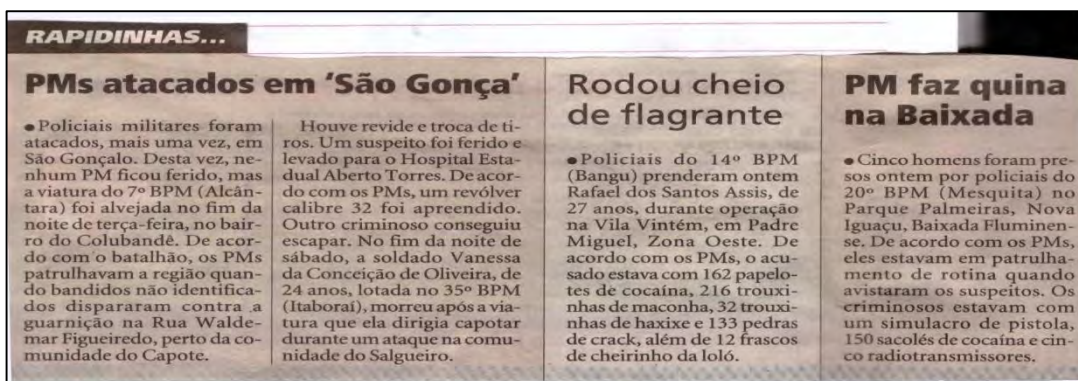 RAPIDINHAS...
PMs atacados em ‘São Gonça’
● Policiais militares foram
atacados, mais uma vez, em
São Gonçalo. Desta vez, ne-
nhum PM ficou ferido, mas
a viatura do 7º BPM (Alcân-
tara) foi alvejada no fim da
noite de terça-feira, no bair-
ro do Colubandê. De acor-
do com o batalhão, os PMs
patrulhavam a região quan-
do bandidos não identifica-
dos dispararam contra a
guarnição na Rua Walde-
mar Figueiredo, perto da co-
munidade do Capote.
Houve revide e troca de ti-
ros. Um suspeito foi ferido e
levado para o Hospital Esta-
dual Aberto Torres. De acor-
do com os PMs, um revólver
calibre 32 foi apreendido.
Outro criminoso conseguiu
escapar. No fim da noite de
sábado, a soldado Vanessa
da Conceição de Oliveira, de
24 anos, lotada no 35º BPM
(Itaboraí), morreu após a via-
tura que ela dirigia capotar
durante um ataque na comu-
nidade do Salgueiro.
Rodou cheio
de flagrante
● Policiais do 14º BPM
(Bangu) prenderam ontem
Rafael dos Santos Assis, de
27 anos, durante operação
na Vila Vintém, em Padre
Miguel, Zona Oeste. De
acordo com os PMs, o acu-
sado estava com 162 papelo-
tes de cocaína, 216 trouxi-
nhas de maconha, 32 trouxi-
nhas de haxixe e 133 pedras
de crack, além de 12 frascos
de cheirinho da loló.
PM faz quina
na Baixada
● Cinco homens foram pre-
sos ontem por policiais do
20º BPM (Mesquita) no
Parque Palmeiras, Nova
Iguaçu, Baixada Fluminen-
se. De acordo com os PMs,
eles estavam em patrulha-
mento de rotina quando
avistaram os suspeitos. Os
criminosos estavam com
um simulacro de pistola,
150 sacolés de cocaína e cin-
co radiotransmissores.